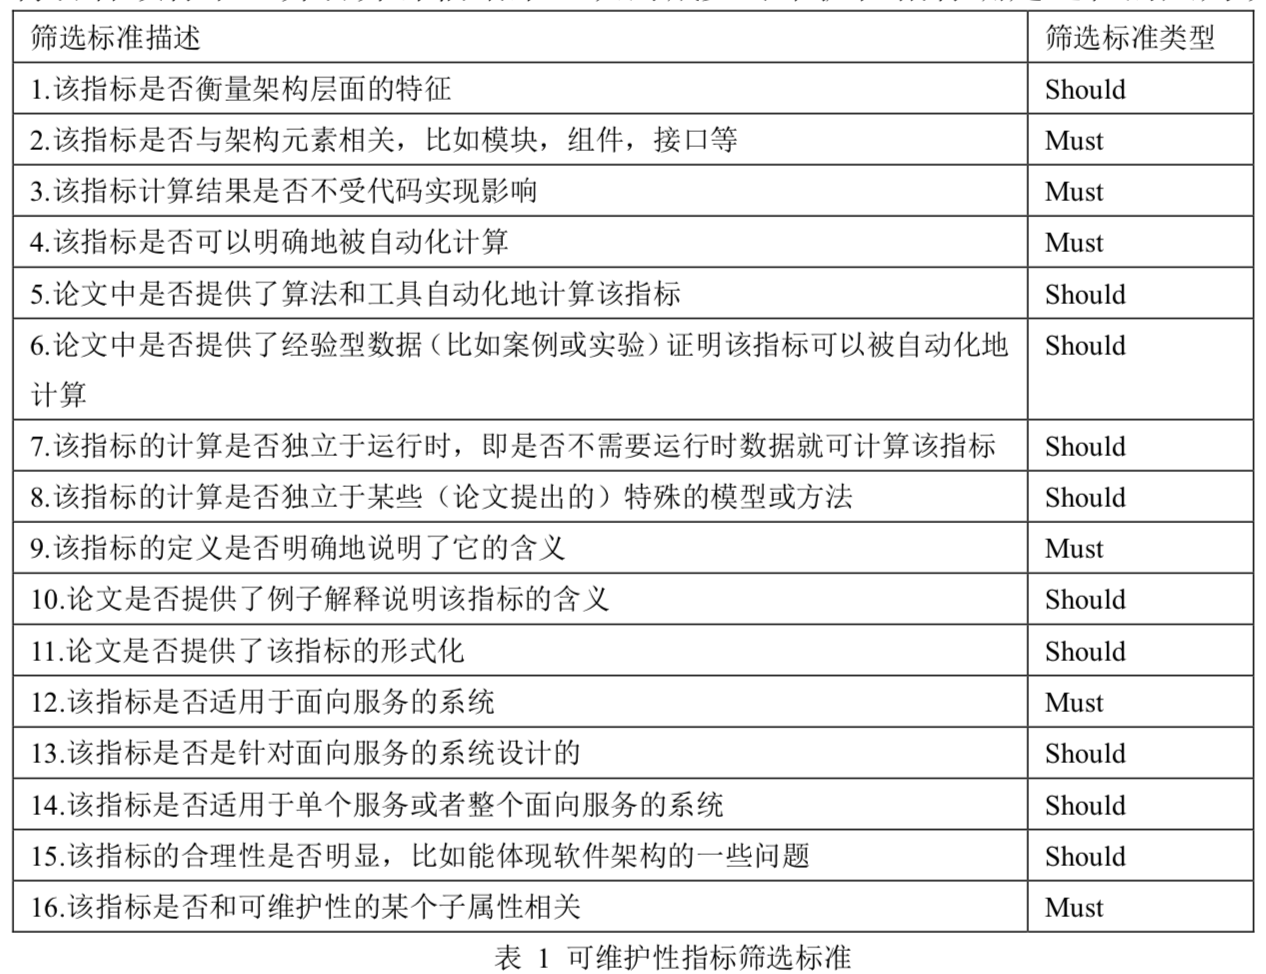 筛选标准描述 筛选标准类型
1.该指标是否衡量架构层面的特征 Should
2.该指标是否与架构元素相关，比如模块，组件，接口等 Must
3.该指标计算结果是否不受代码实现影响 Must
4.该指标是否可以明确地被自动化计算 Must
5.论文中是否提供了算法和工具自动化地计算该指标 Should
6.论文中是否提供了经验型数据（比如案例或实验）证明该指标可以被自动化地 Should
计算
7.该指标的计算是否独立于运行时，即是否不需要运行时数据就可计算该指标 Should
8.该指标的计算是否独立于某些（论文提出的）特殊的模型或方法 Should
9.该指标的定义是否明确地说明了它的含义 Must
10.论文是否提供了例子解释说明该指标的含义 Should
11.论文是否提供了该指标的形式化 Should
12.该指标是否适用于面向服务的系统 Must
13.该指标是否是针对面向服务的系统设计的 Should
14.该指标是否适用于单个服务或者整个面向服务的系统 Should
15.该指标的合理性是否明显，比如能体现软件架构的一些问题 Should
16.该指标是否和可维护性的某个子属性相关 Must
表 1 可维护性指标筛选标准